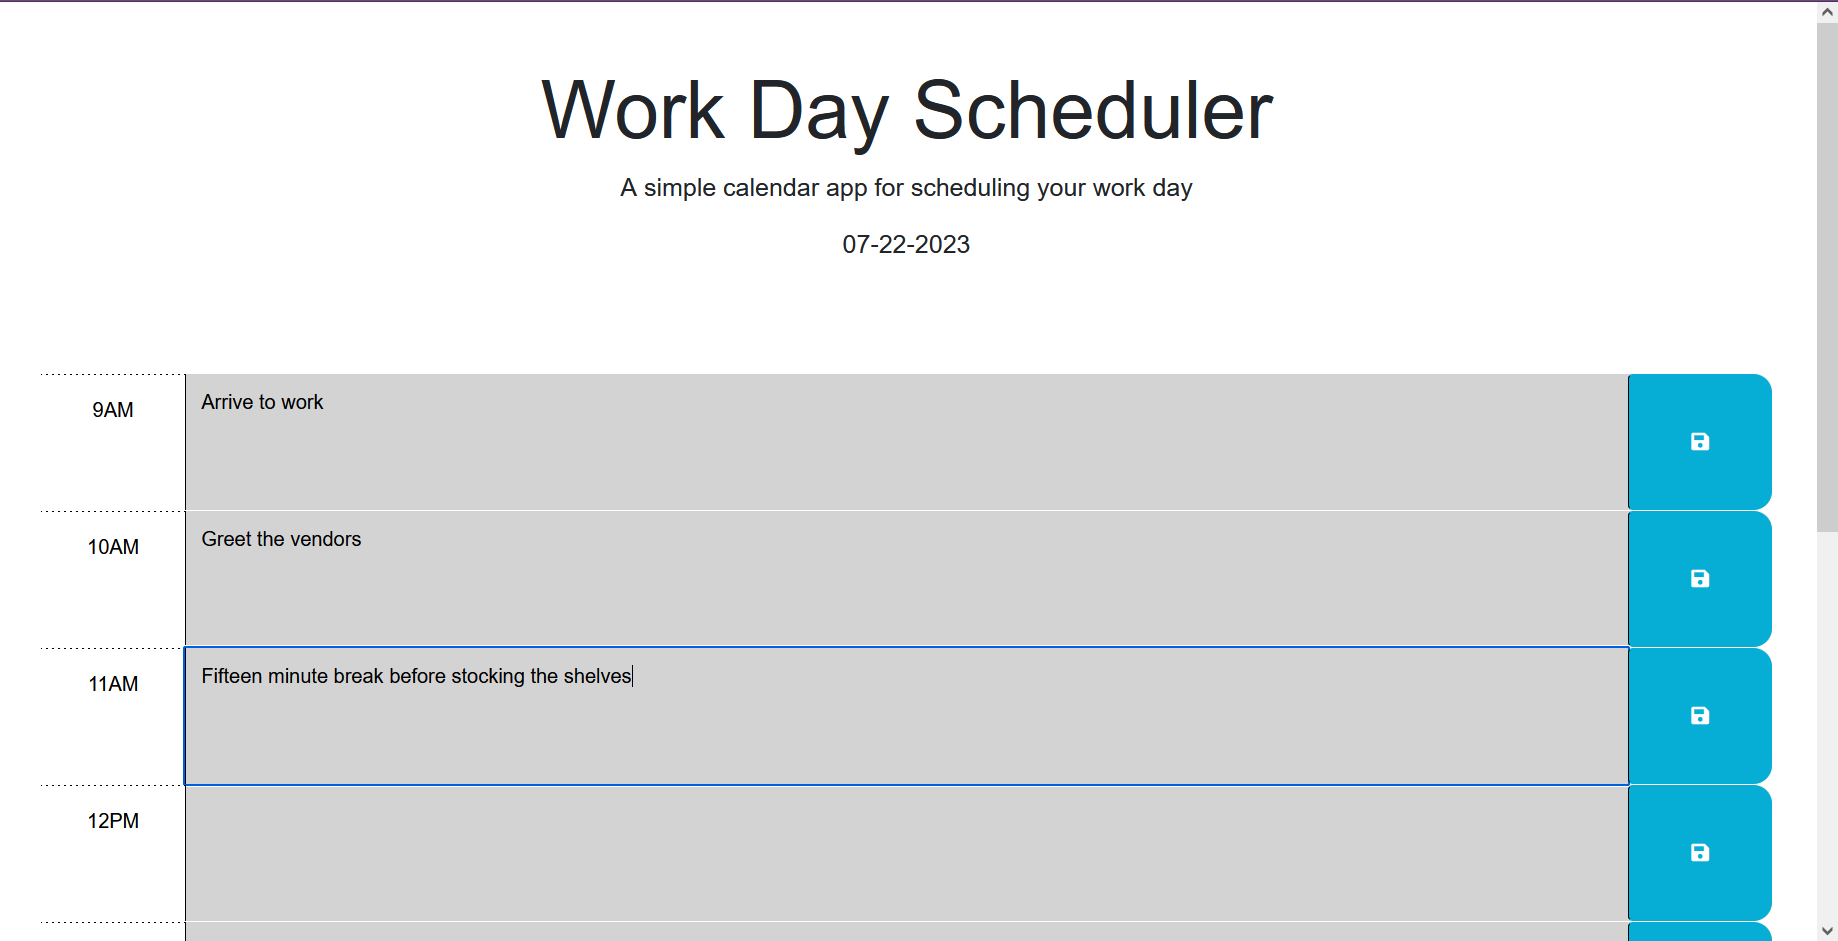 Work Day Scheduler
A simple calendar app for scheduling your work day
07-22-2023
9AM
Arrive to work
10AM
Greet the vendors
11AM
Fifteen minute break before stocking the shelves
12PM